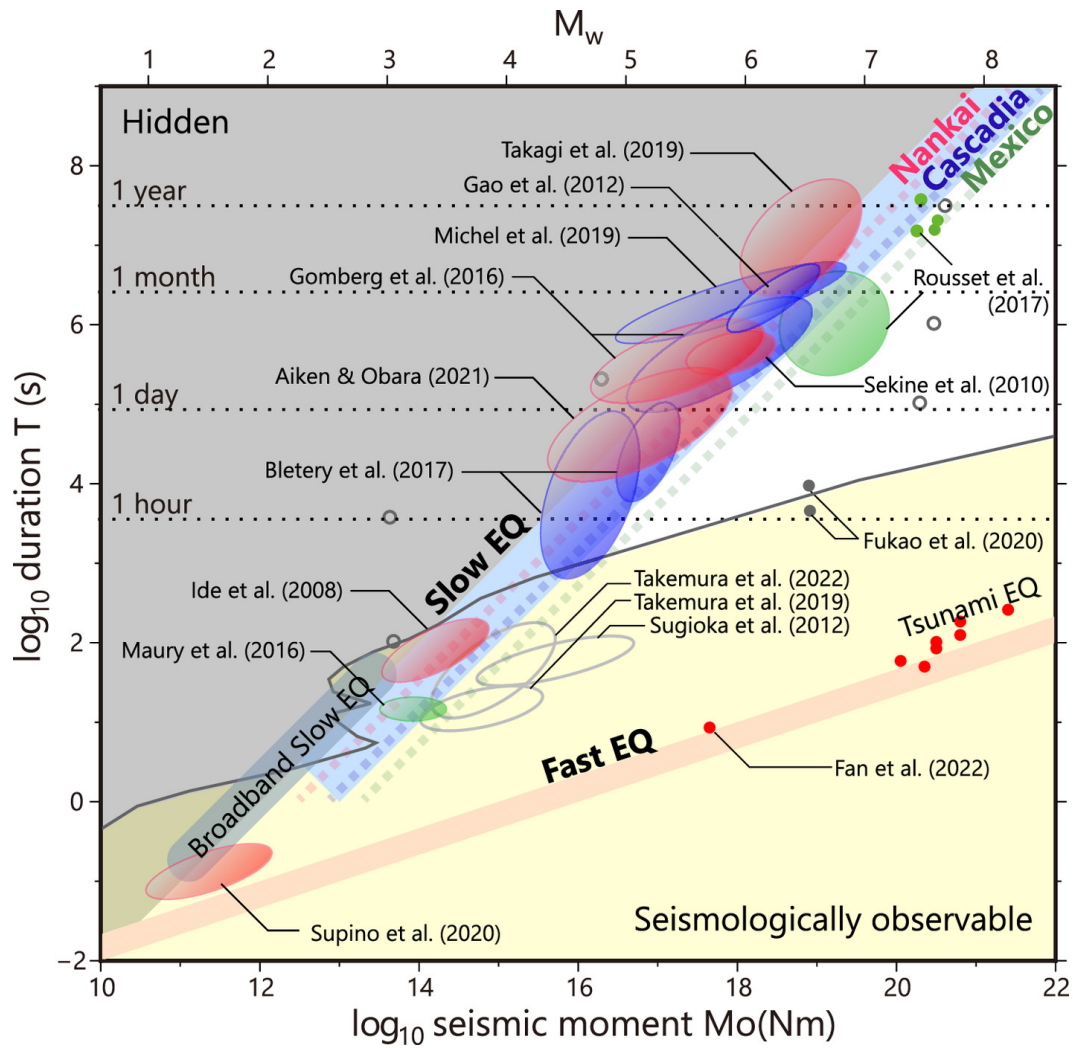 M_w
1 2 3 4 5 6 7 8
Hidden
Nankai
Cascadia
Mexico
Takagi et al. (2019)
Gao et al. (2012)
8
1 year
Michel et al. (2019)
1 month
Gomberg et al. (2016)
Rousset et al.
(2017)
6
Aiken & Obara (2021)
Sekine et al. (2010)
1 day
Bletery et al. (2017)
4
1 hour
Slow EQ
Fukao et al. (2020)
Ide et al. (2008)
Takemura et al. (2022)
Takemura et al. (2019)
Sugioka et al. (2012)
Tsunami EQ
2
Maury et al. (2016)
Broadband Slow EQ
Fast EQ
Fan et al. (2022)
0
Supino et al. (2020)
Seismologically observable
−2
10 12 14 16 18 20 22
log₁₀ duration T (s)
log₁₀ seismic moment Mo(Nm)